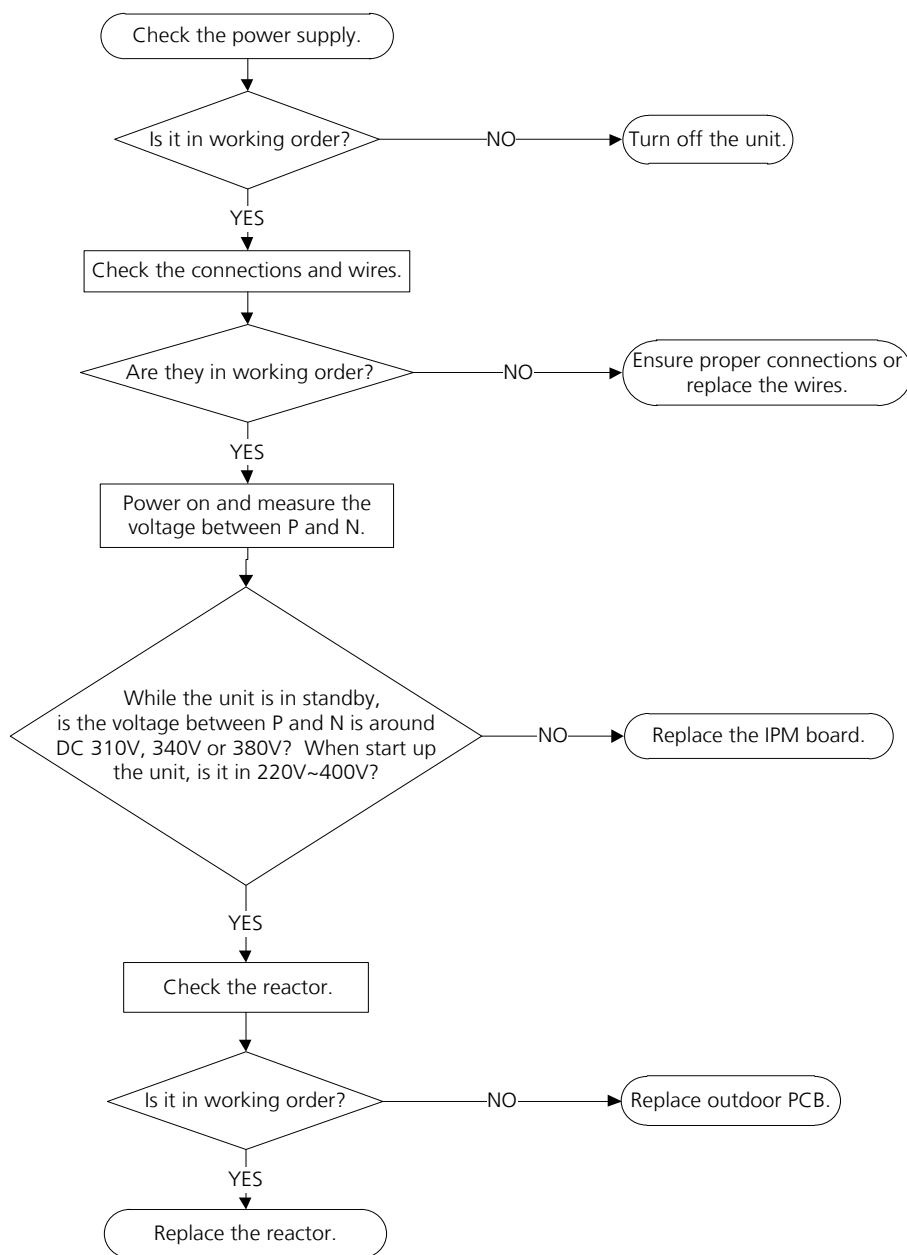 Check the power supply.
Is it in working order?
NO
Turn off the unit.
YES
Check the connections and wires.
Are they in working order?
NO
Ensure proper connections or
replace the wires.
YES
Power on and measure the
voltage between P and N.
While the unit is in standby,
is the voltage between P and N is around
DC 310V, 340V or 380V? When start up
the unit, is it in 220V~400V?
NO
Replace the IPM board.
YES
Check the reactor.
Is it in working order?
NO
Replace outdoor PCB.
YES
Replace the reactor.